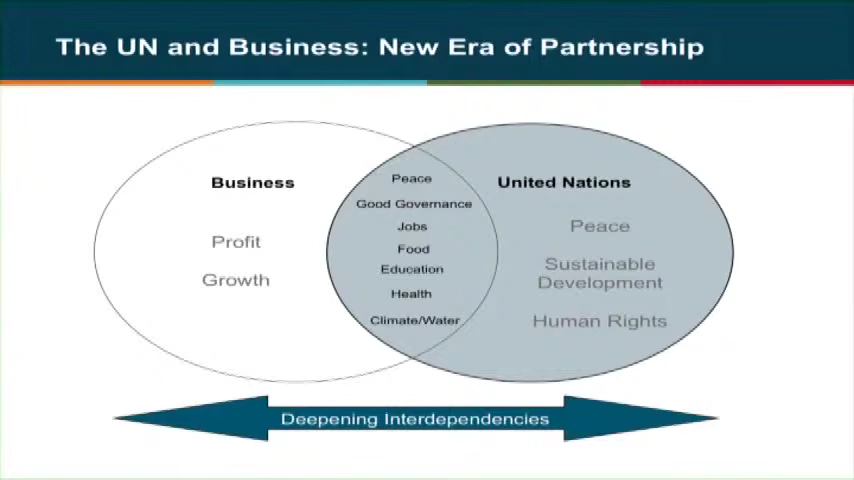 The UN and Business: New Era of Partnership
Business
Profit
Growth
Peace
Good Governance
Jobs
Food
Education
Health
Climate/Water
United Nations
Peace
Sustainable
Development
Human Rights
Deepening Interdependencies